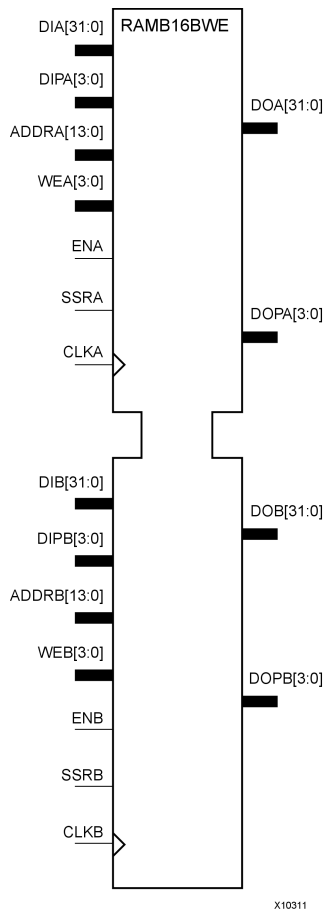 RAMB16BWE
DIA[31:0]
DIPA[3:0]
ADDRA[13:0]
WEA[3:0]
ENA
SSRA
CLKA
DOA[31:0]
DOPA[3:0]
DIB[31:0]
DIPB[3:0]
ADDRB[13:0]
WEB[3:0]
ENB
SSRB
CLKB
DOB[31:0]
DOPB[3:0]
X10311